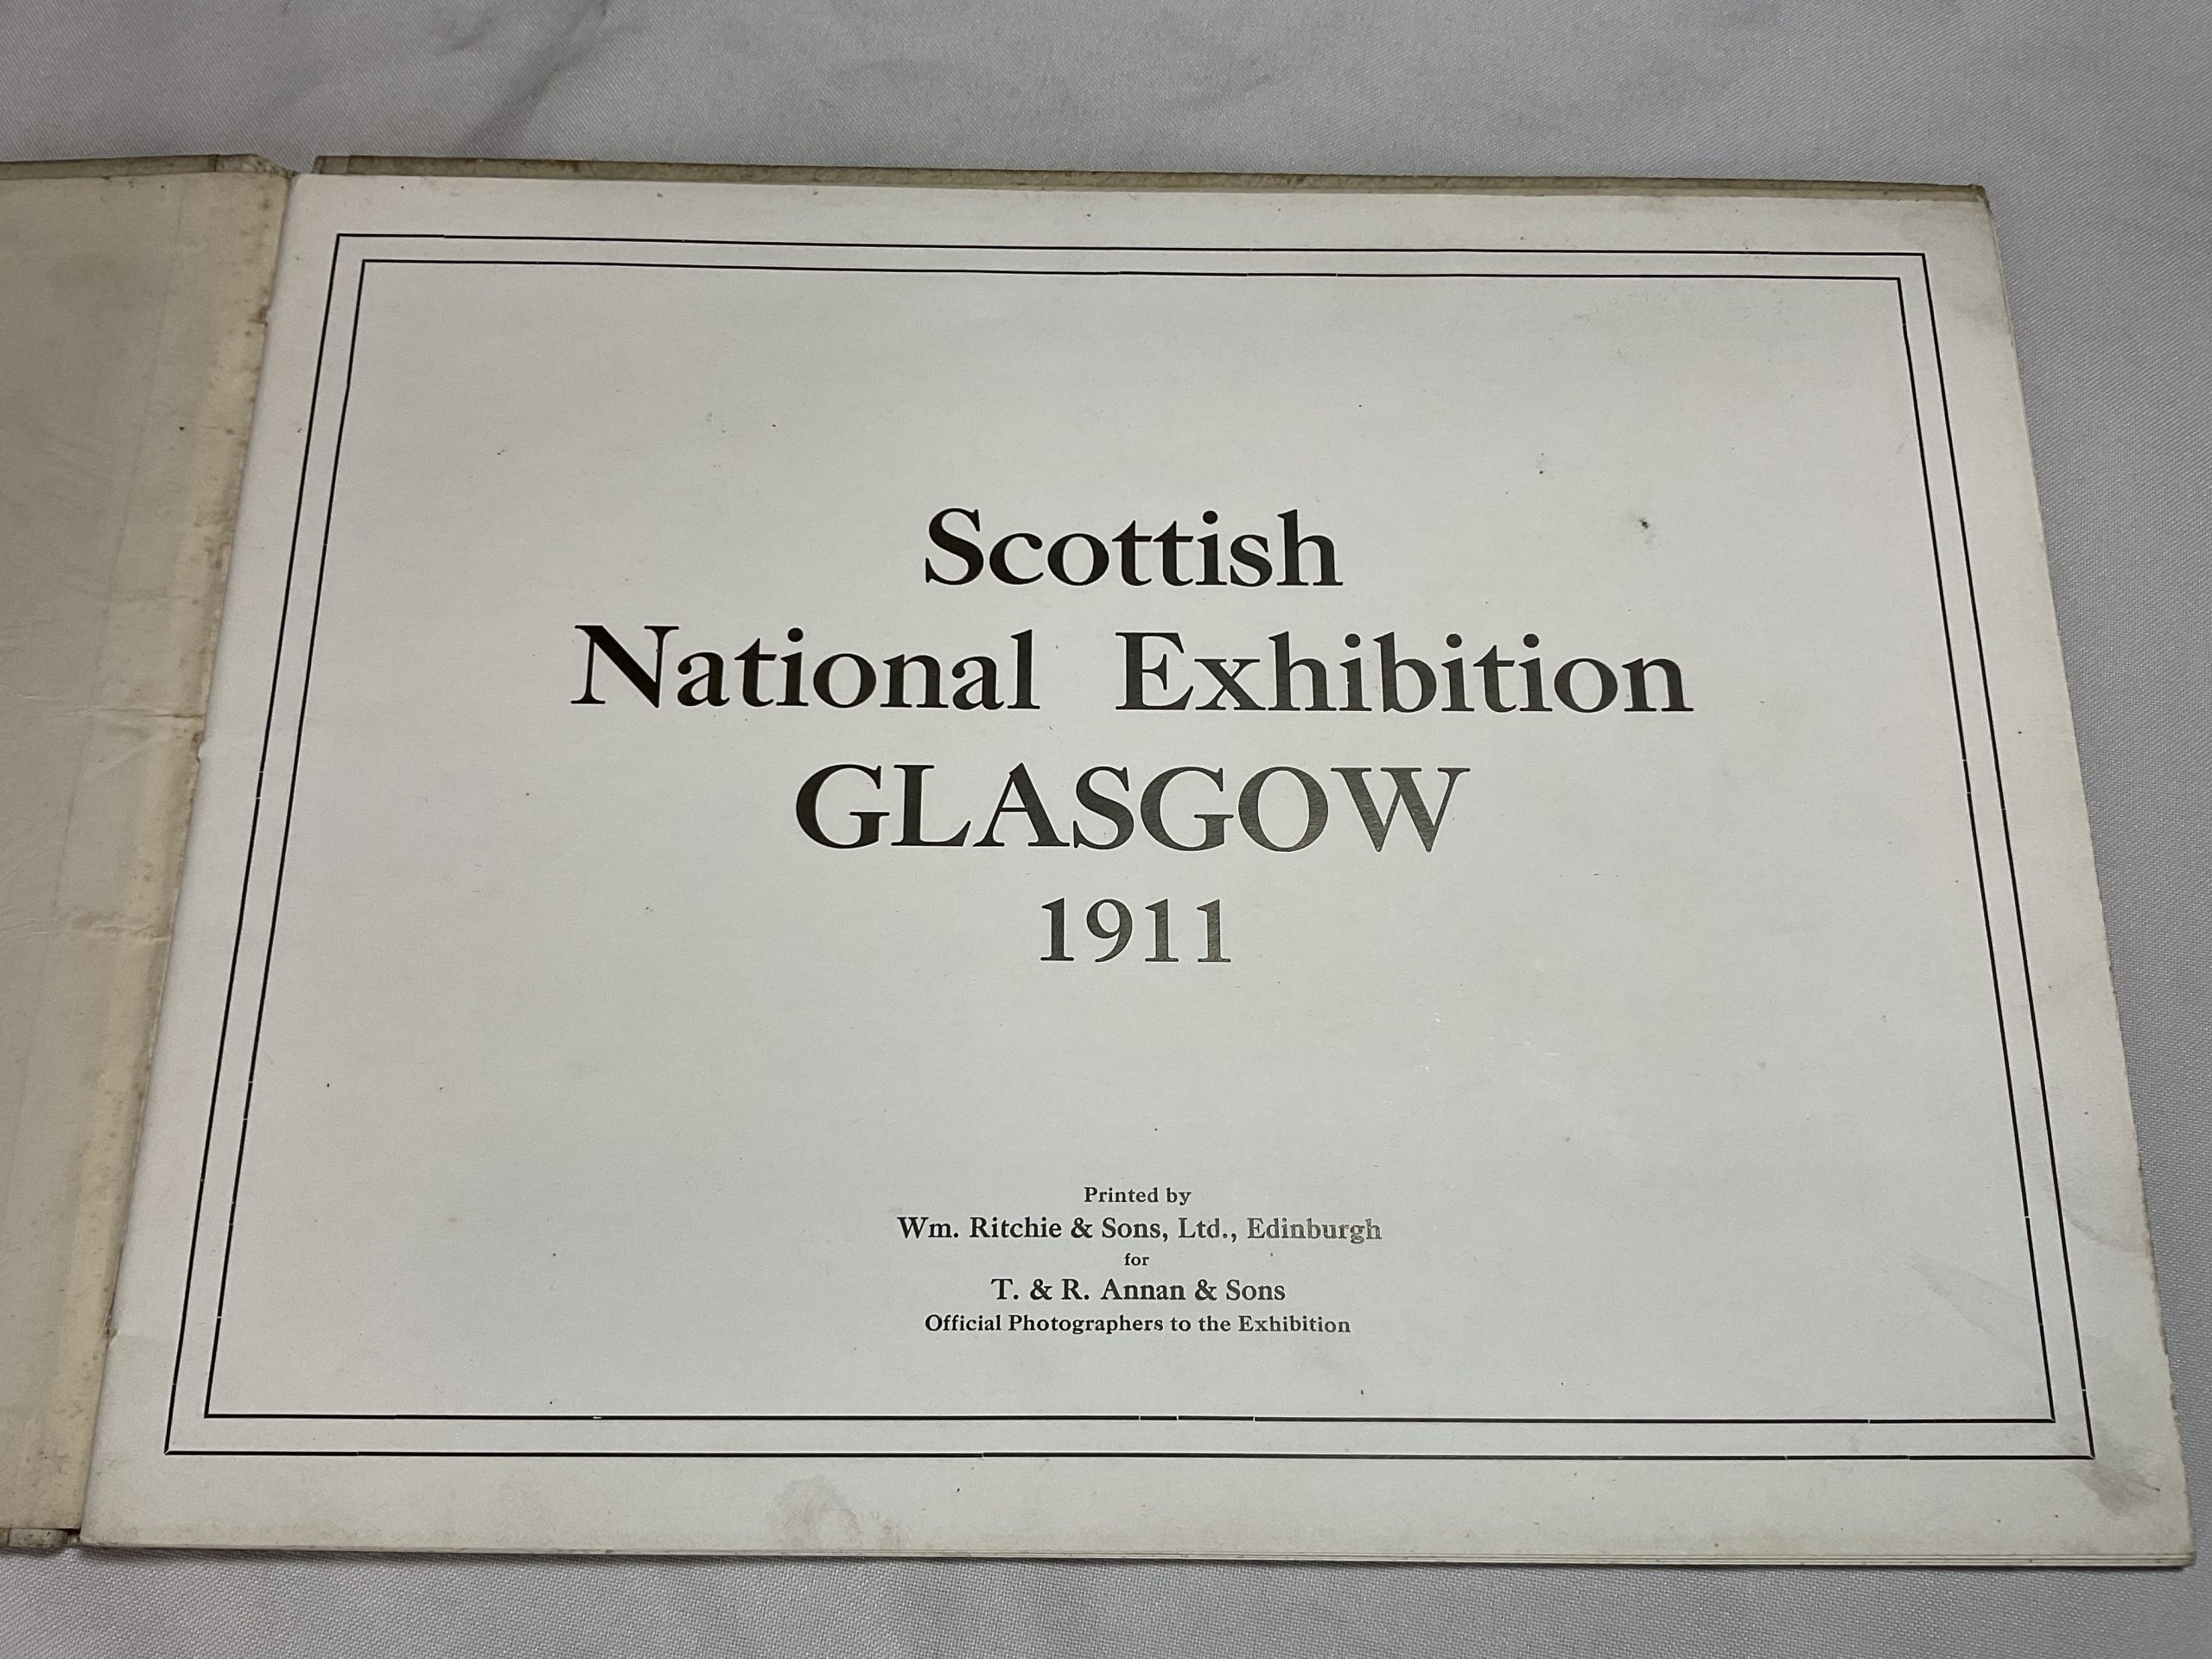 Scottish
National Exhibition
GLASGOW
1911
Printed by
Wm. Ritchie & Sons, Ltd., Edinburgh
for
T. & R. Annan & Sons
Official Photographers to the Exhibition